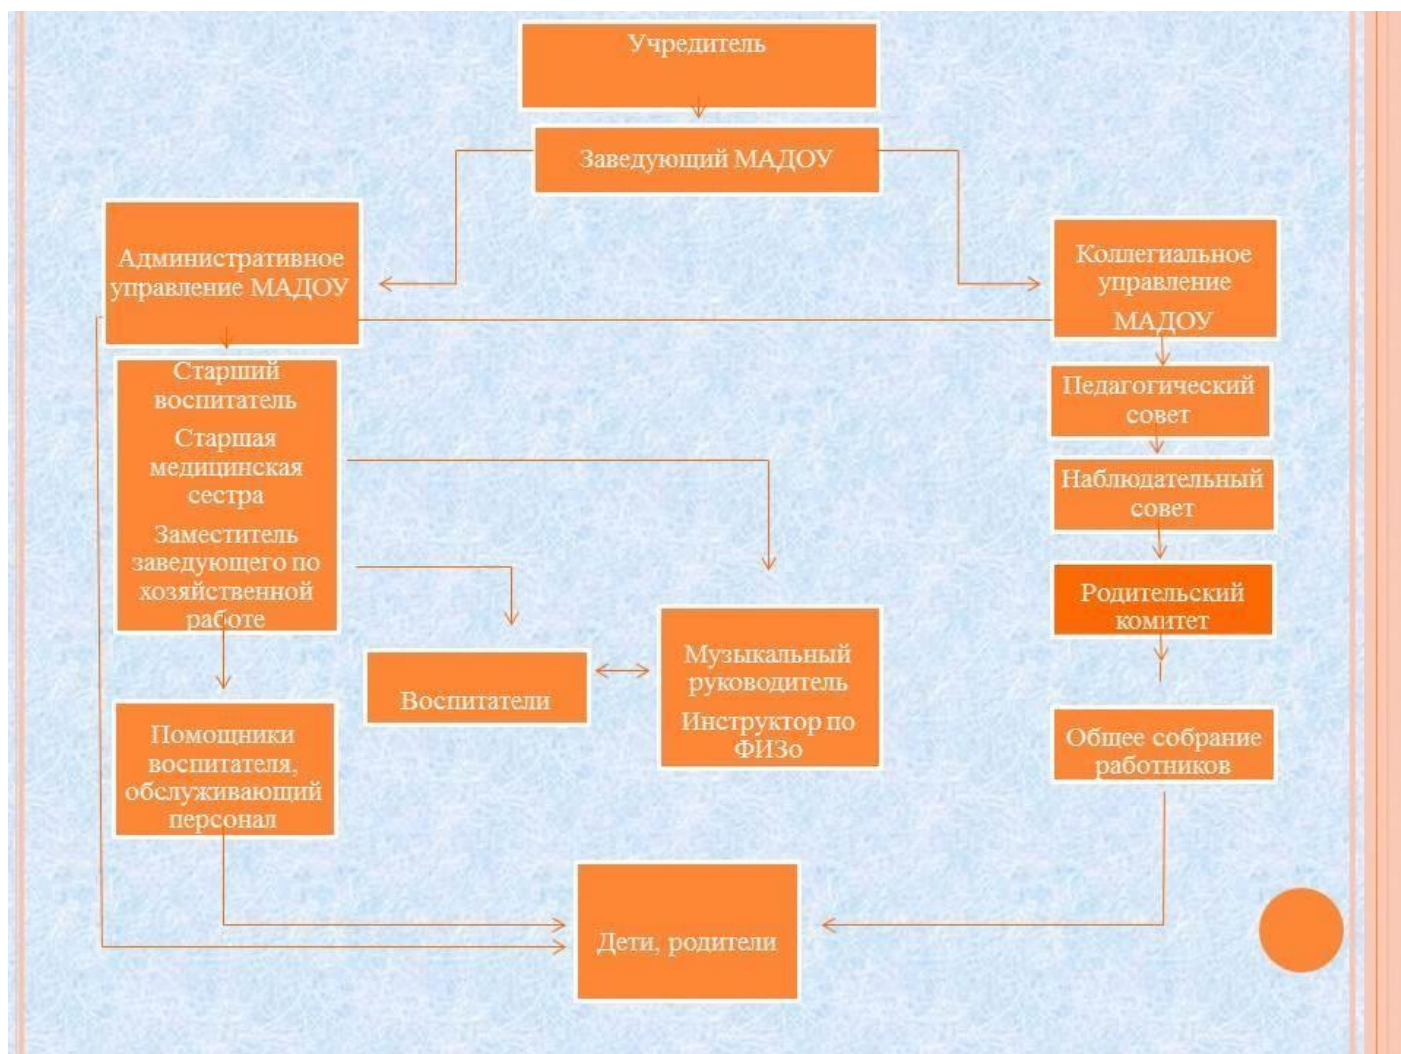 Учредитель
Заведующий МАДОУ
Административное
управление МАДОУ
Коллегиальное
управление
МАДОУ
Старший
воспитатель
Старшая
медицинская
сестра
Заместитель
заведующего по
хозяйственной
работе
Педагогический
совет
Наблюдательный
совет
Родительский
комитет
Воспитатели
Музыкальный
руководитель
Инструктор по
ФИЗо
Помощники
воспитателя,
обслуживающий
персонал
Общее собрание
работников
Дети, родители